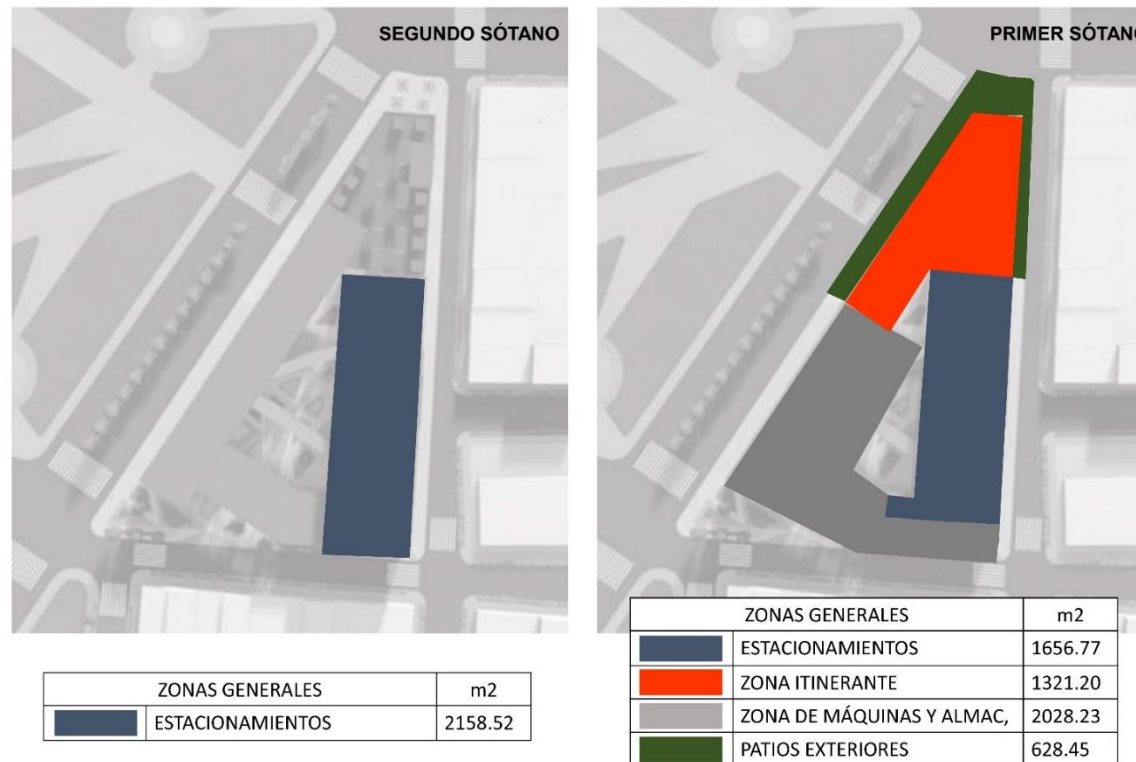 SEGUNDO SÓTANO
ZONAS GENERALES m2
ESTACIONAMIENTOS 2158.52
PRIMER SÓTANO
ZONAS GENERALES m2
ESTACIONAMIENTOS 1656.77
ZONA ITINERANTE 1321.20
ZONA DE MÁQUINAS Y ALMAC, 2028.23
PATIOS EXTERIORES 628.45